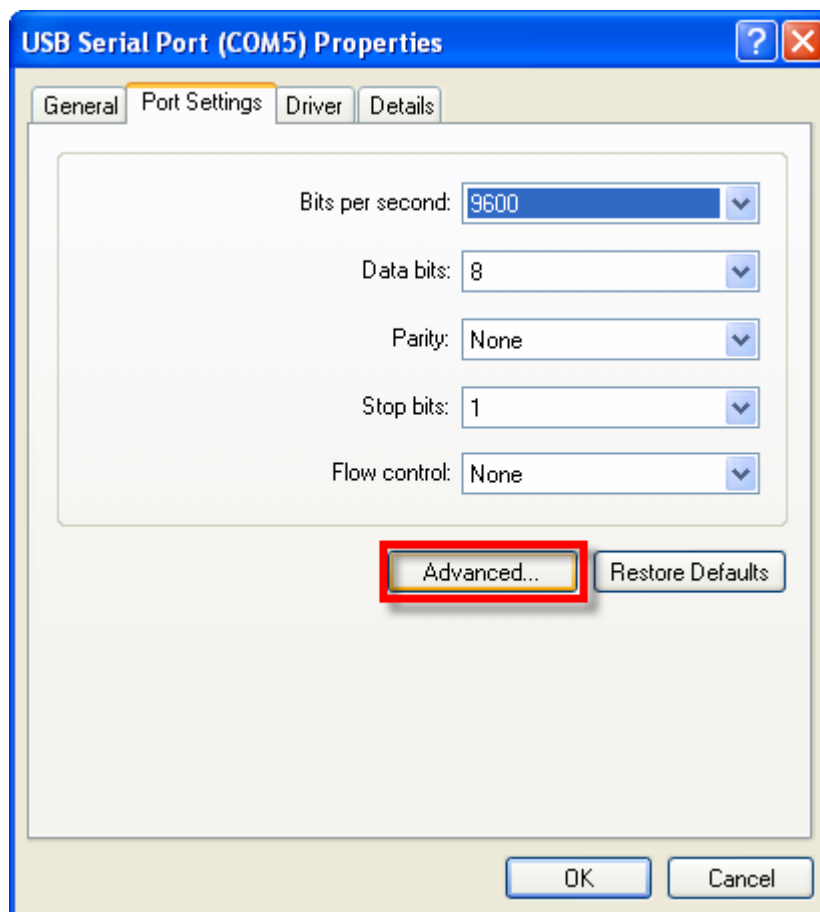 USB Serial Port (COM5) Properties
General Port Settings Driver Details
Bits per second: 9600
Data bits: 8
Parity: None
Stop bits: 1
Flow control: None
Advanced... Restore Defaults
OK Cancel